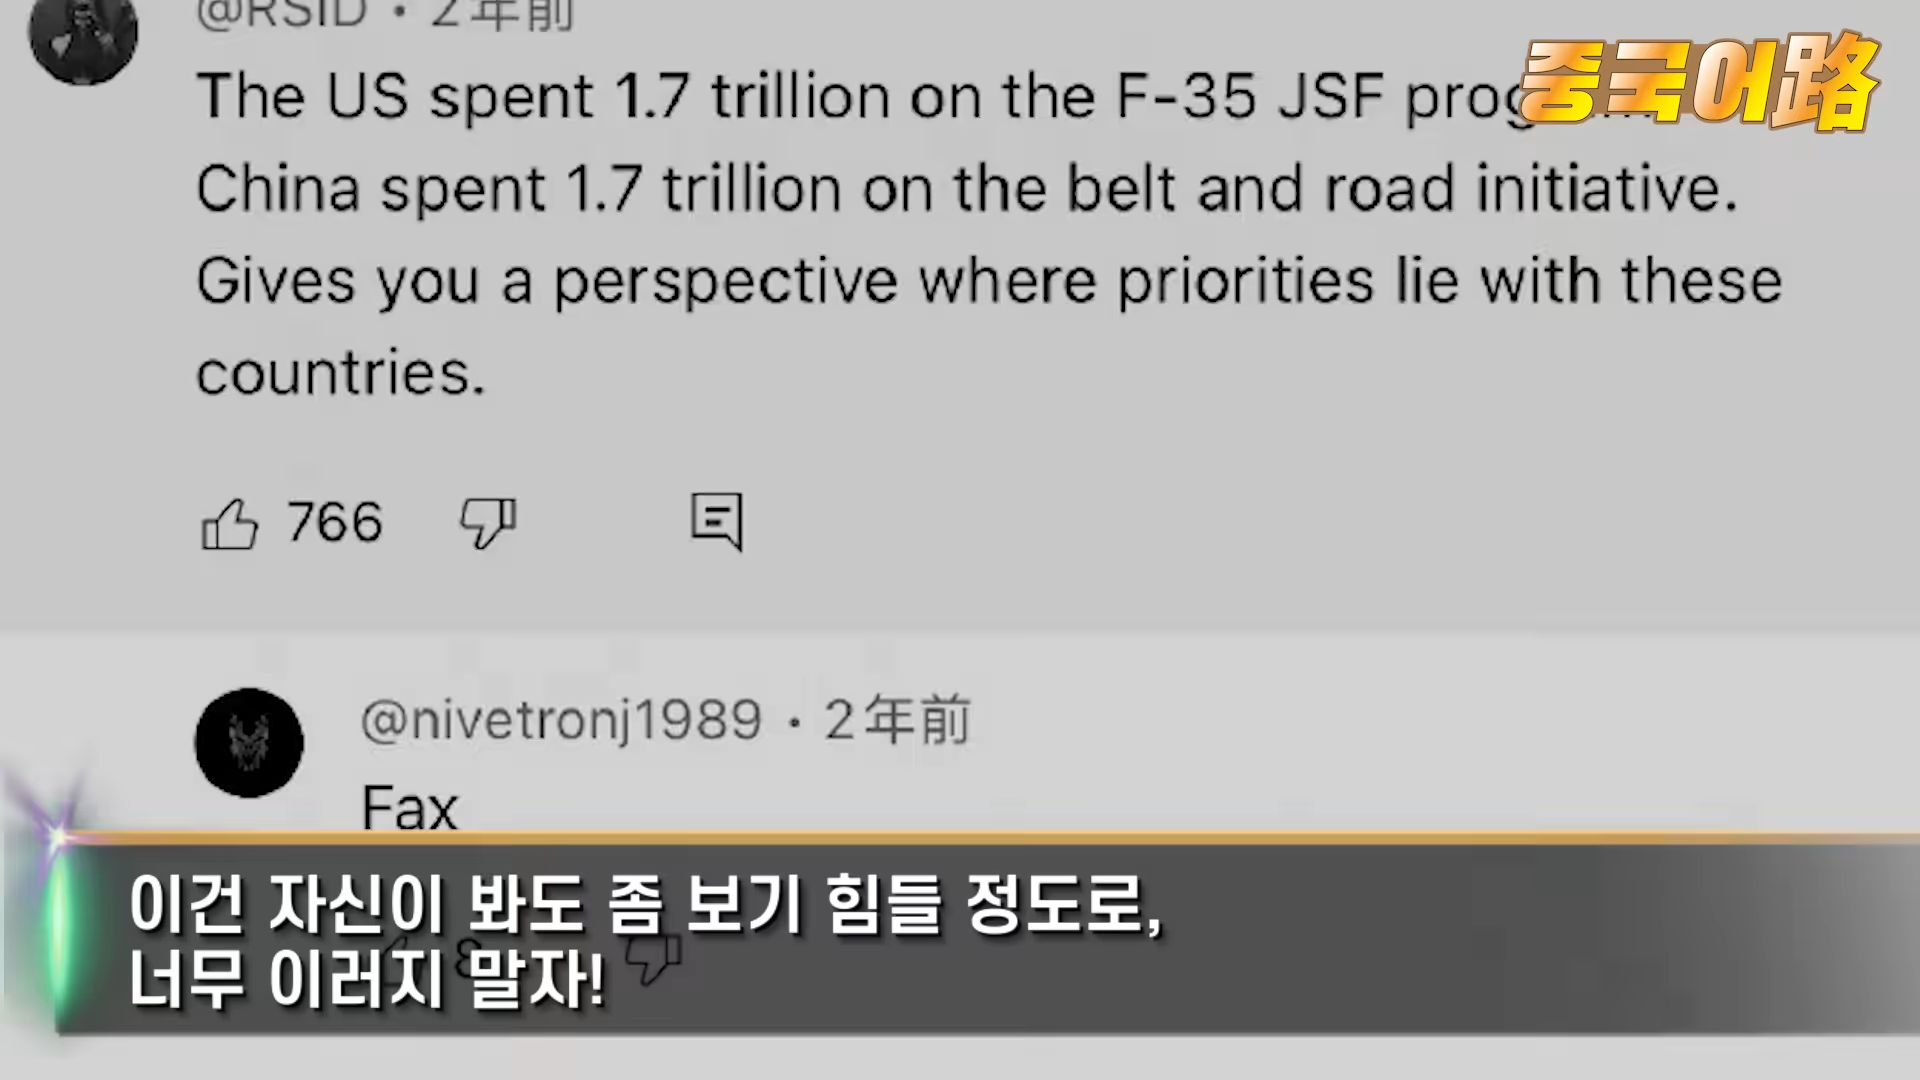 @RSID • 2年前
중국어路
The US spent 1.7 trillion on the F-35 JSF
China spent 1.7 trillion on the belt and road initiative.
Gives you a perspective where priorities lie with these
countries.
766
@nivetronj1989 • 2年前
Fax
이건 자신이 봐도 좀 보기 힘들 정도로,
너무 이러지 말자!